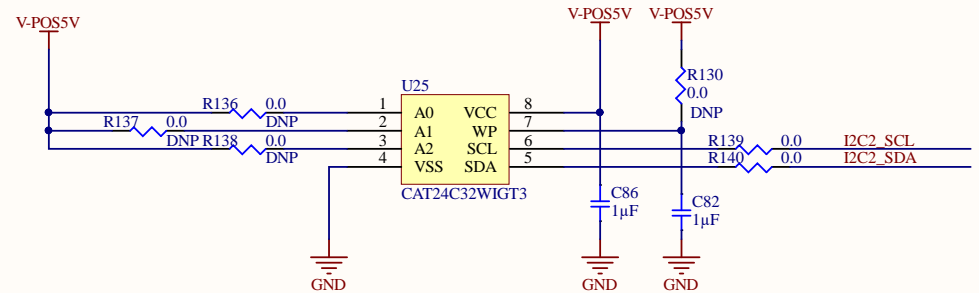 V-POS5V
V-POS5V
V-POS5V
U25
R130
0.0
DNP
R136
0.0
DNP
1
A0
VCC
8
R137
0.0
DNP
2
A1
WP
7
R138
0.0
DNP
3
A2
SCL
6
R139
0.0
I2C2_SCL
4
VSS
SDA
5
R140
0.0
I2C2_SDA
CAT24C32WIGT3
C86
1µF
C82
1µF
GND
GND
GND